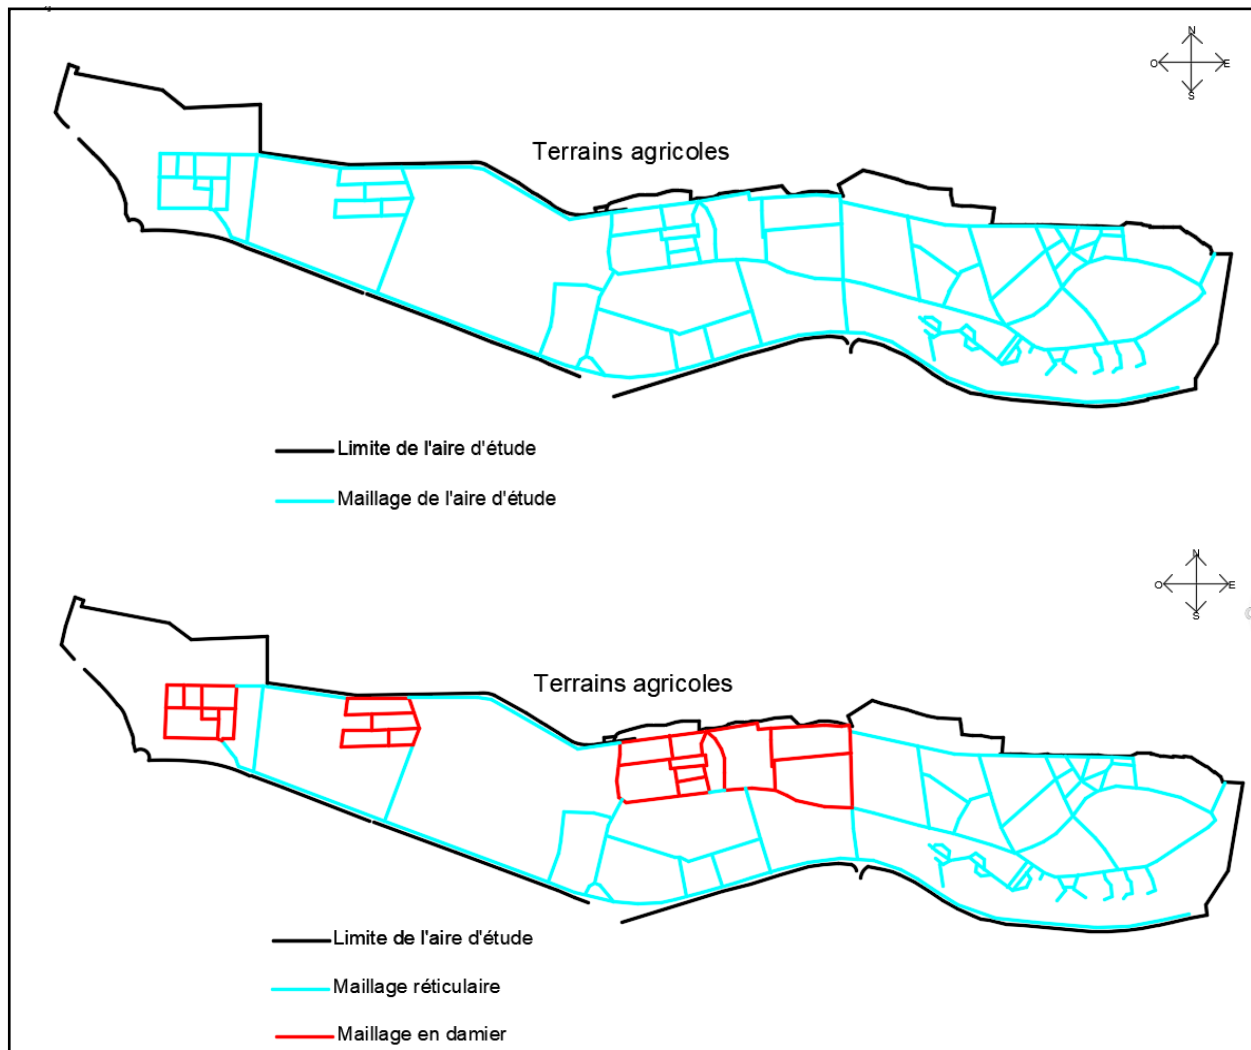 N
O E
S
Terrains agricoles
Limite de l'aire d'étude
Maillage de l'aire d'étude
N
O E
S
Terrains agricoles
Limite de l'aire d'étude
Maillage réticulaire
Maillage en damier